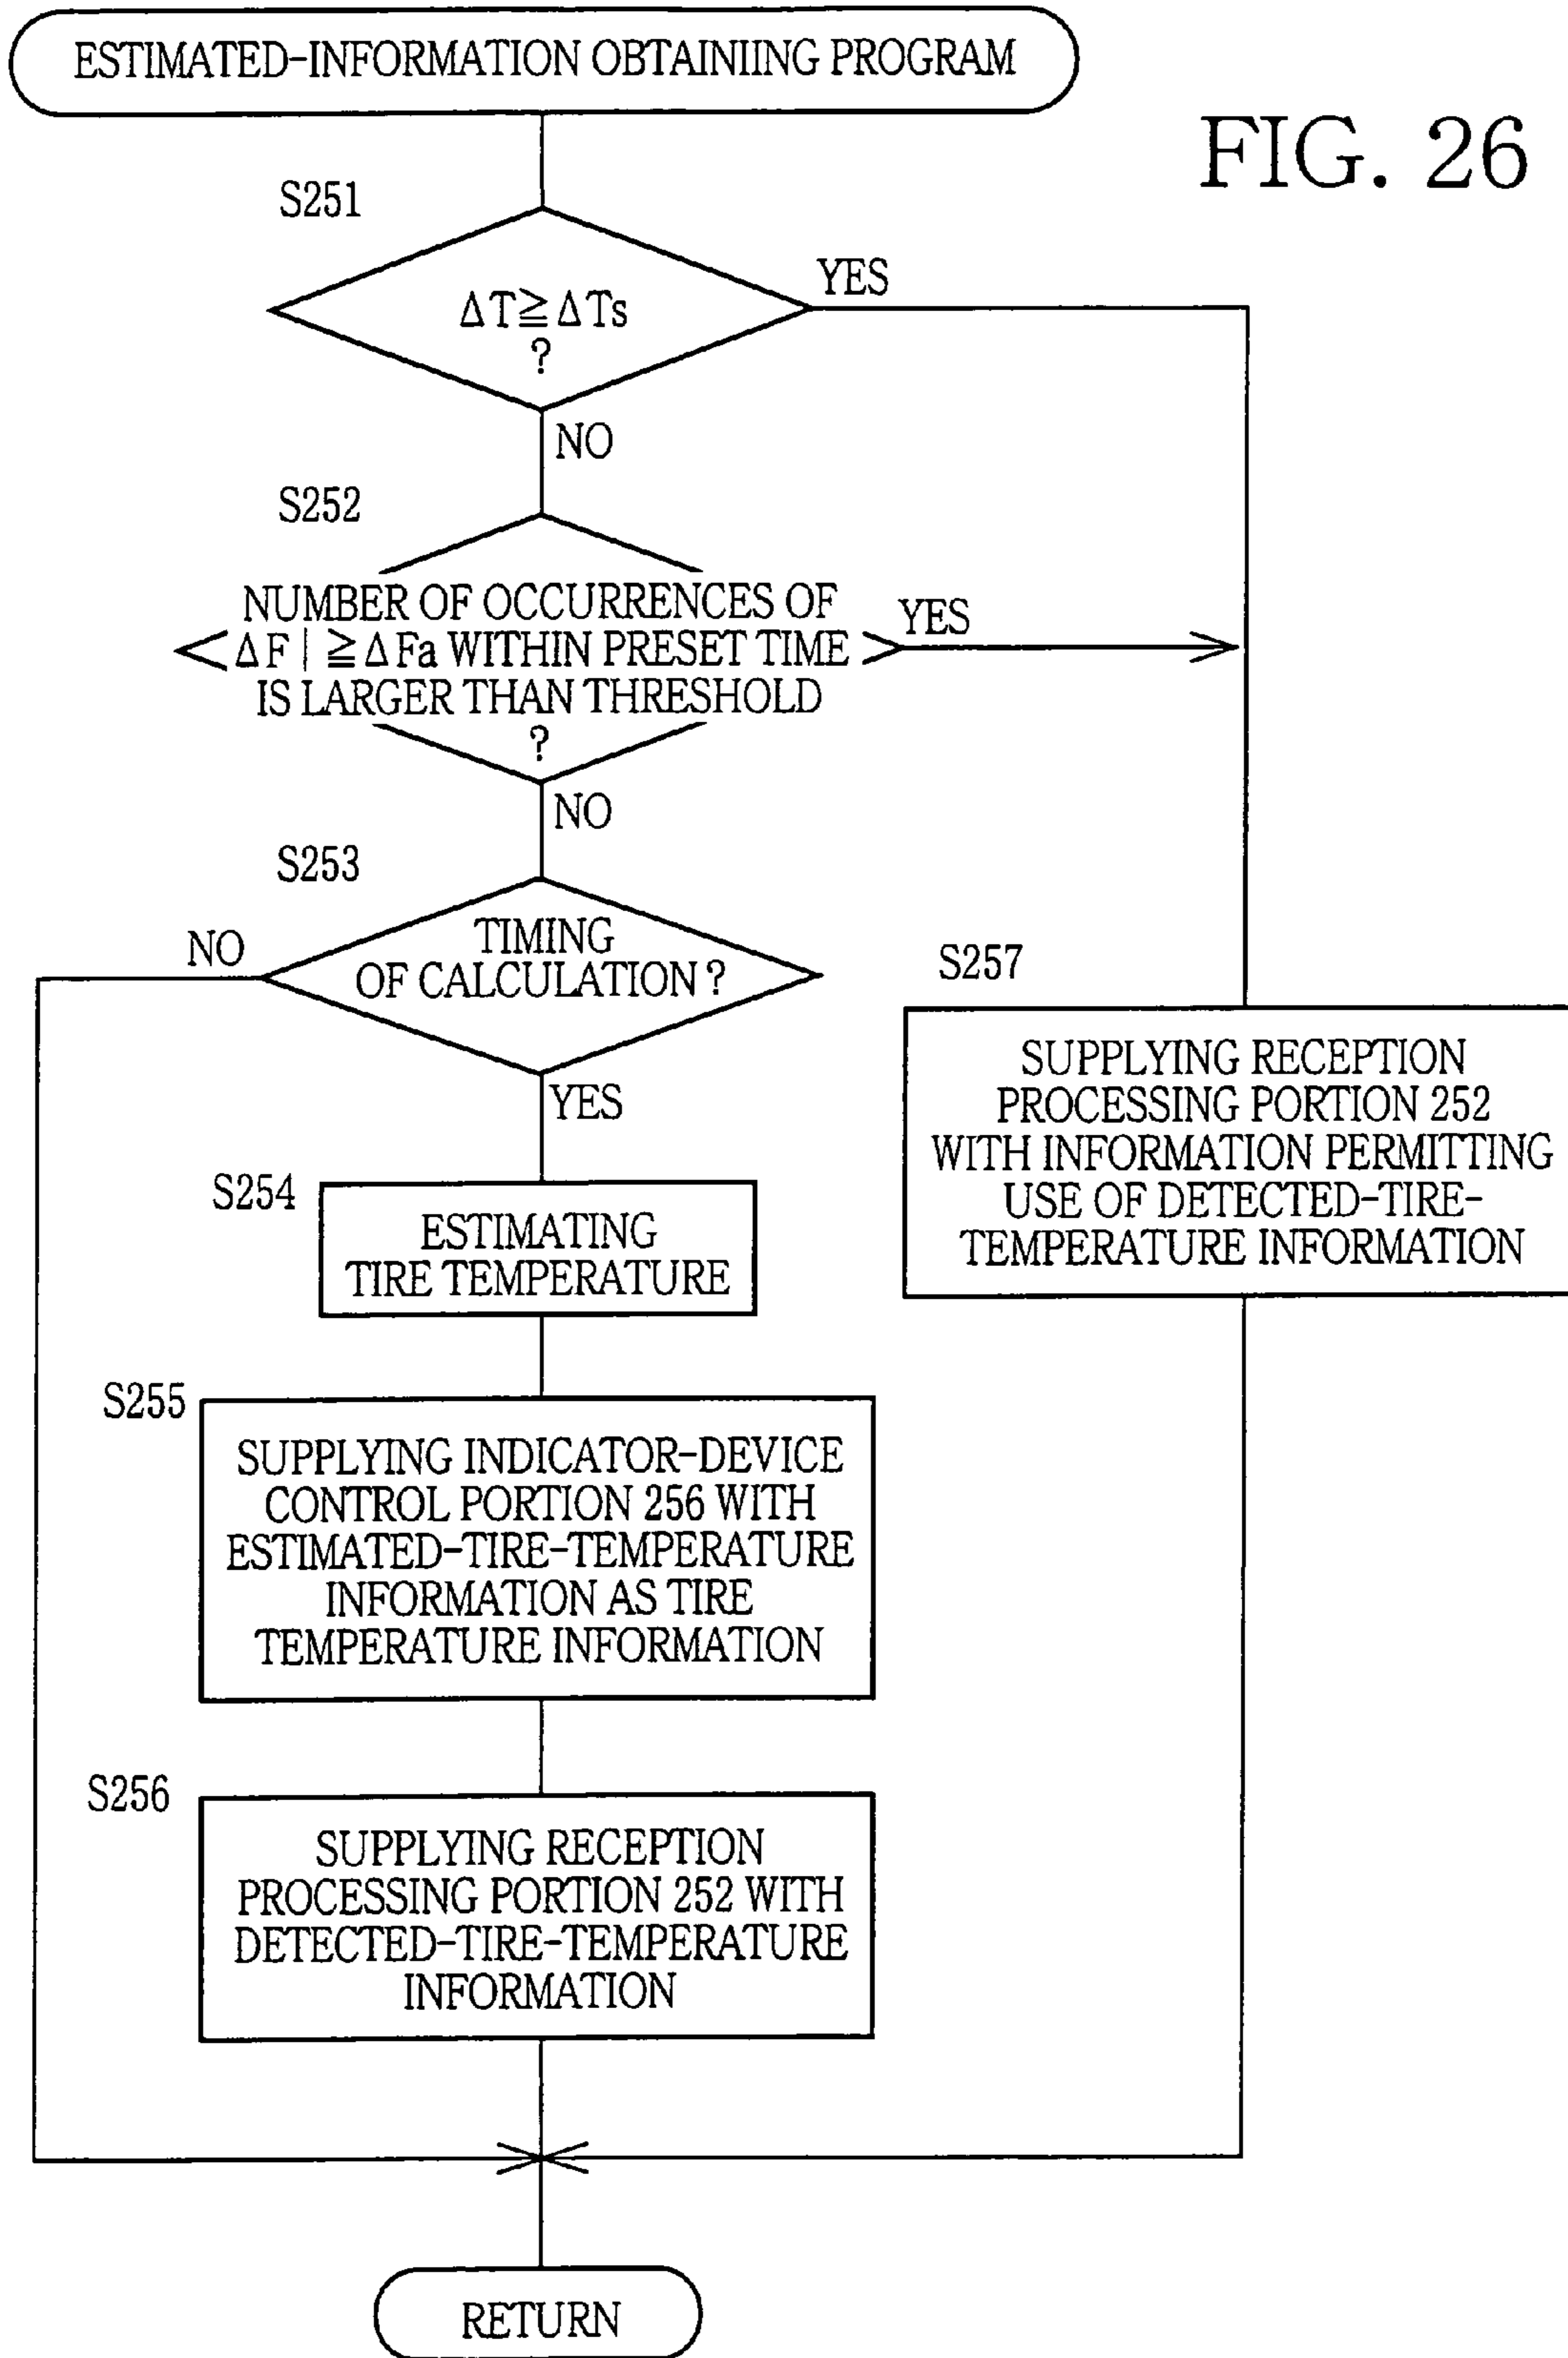 ESTIMATED-INFORMATION OBTAINIING PROGRAM
FIG. 26
S251
ΔT≧ΔTs
?
YES
NO
S252
NUMBER OF OCCURRENCES OF
ΔF| ≧ΔFa WITHIN PRESET TIME
IS LARGER THAN THRESHOLD
?
YES
NO
S253
TIMING
OF CALCULATION?
NO
YES
S254
ESTIMATING
TIRE TEMPERATURE
S255
SUPPLYING INDICATOR-DEVICE
CONTROL PORTION 256 WITH
ESTIMATED-TIRE-TEMPERATURE
INFORMATION AS TIRE
TEMPERATURE INFORMATION
S256
SUPPLYING RECEPTION
PROCESSING PORTION 252 WITH
DETECTED-TIRE-TEMPERATURE
INFORMATION
S257
SUPPLYING RECEPTION
PROCESSING PORTION 252
WITH INFORMATION PERMITTING
USE OF DETECTED-TIRE-
TEMPERATURE INFORMATION
RETURN